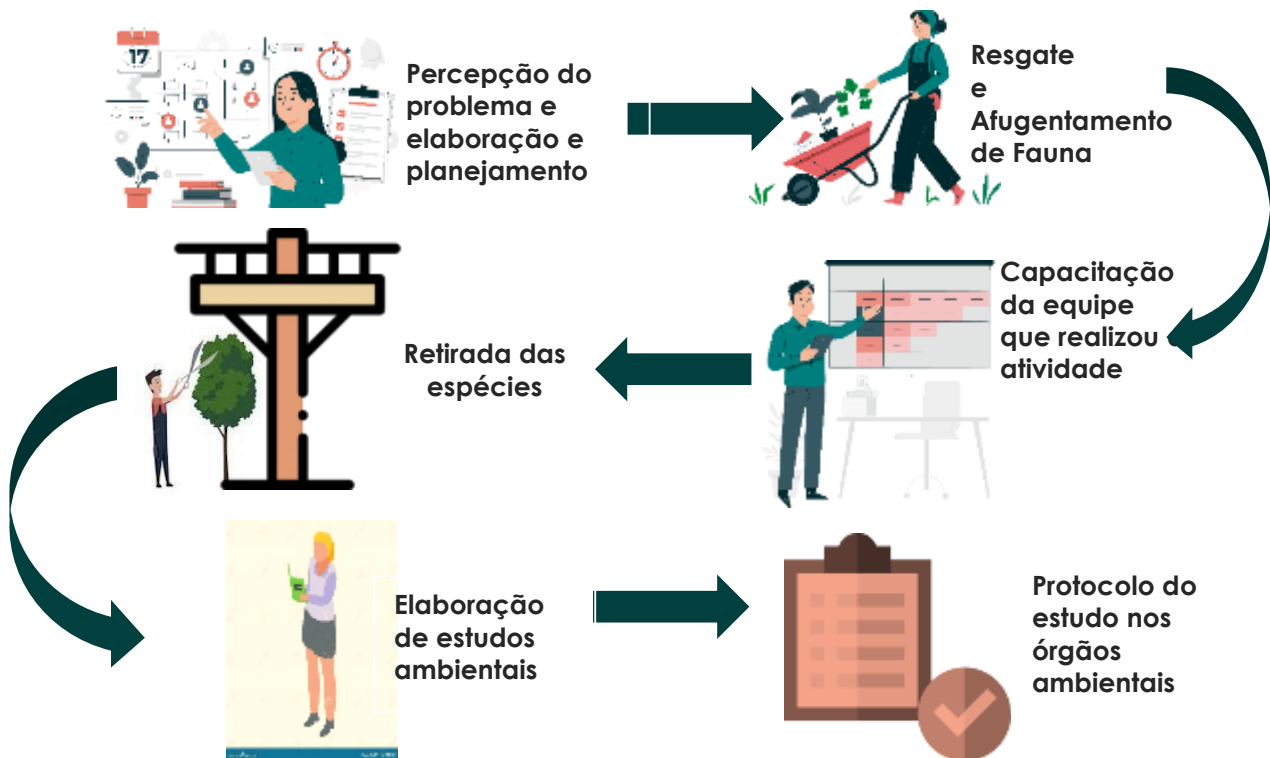 17
Percepção do
problema e
elaboração e
planejamento
Resgate
e
Afugentamento
de Fauna
Capacitação
da equipe
que realizou
atividade
Retirada das
espécies
Elaboração
de estudos
ambientais
Protocolo do
estudo nos
órgãos
ambientais